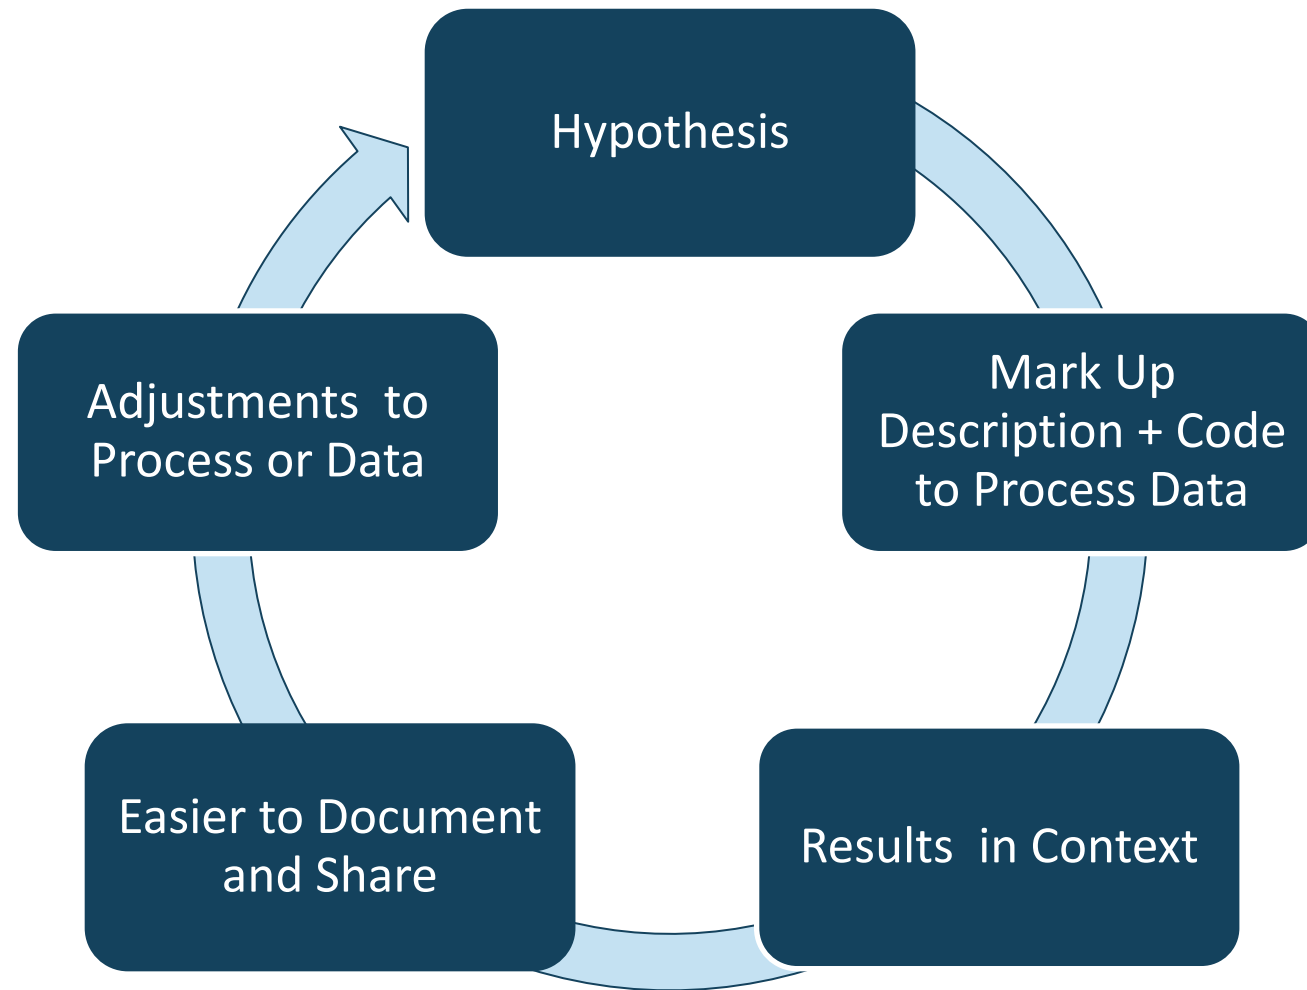 Hypothesis
Mark Up
Description + Code
to Process Data
Results  in Context
Easier to Document
and Share
Adjustments  to
Process or Data